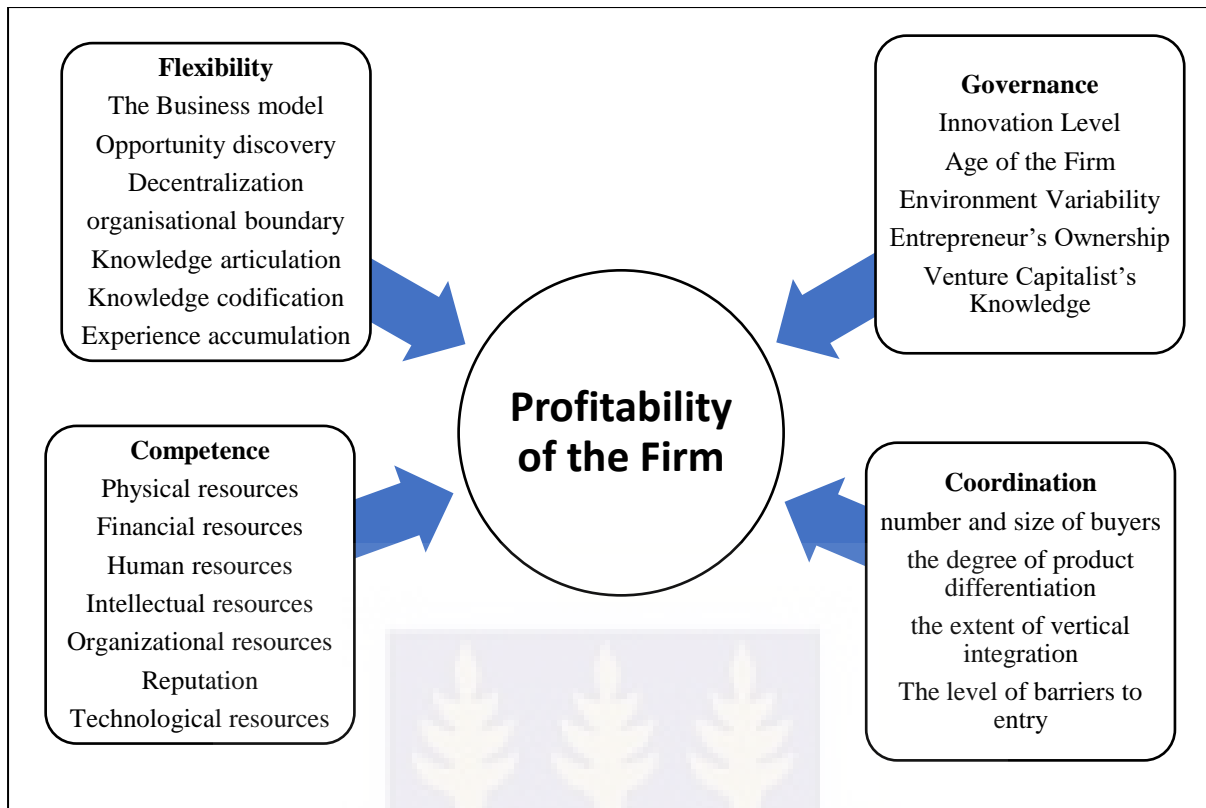 Flexibility
The Business model
Opportunity discovery
Decentralization
organisational boundary
Knowledge articulation
Knowledge codification
Experience accumulation
Governance
Innovation Level
Age of the Firm
Environment Variability
Entrepreneur’s Ownership
Venture Capitalist’s
Knowledge
Profitability
of the Firm
Competence
Physical resources
Financial resources
Human resources
Intellectual resources
Organizational resources
Reputation
Technological resources
Coordination
number and size of buyers
the degree of product
differentiation
the extent of vertical
integration
The level of barriers to
entry